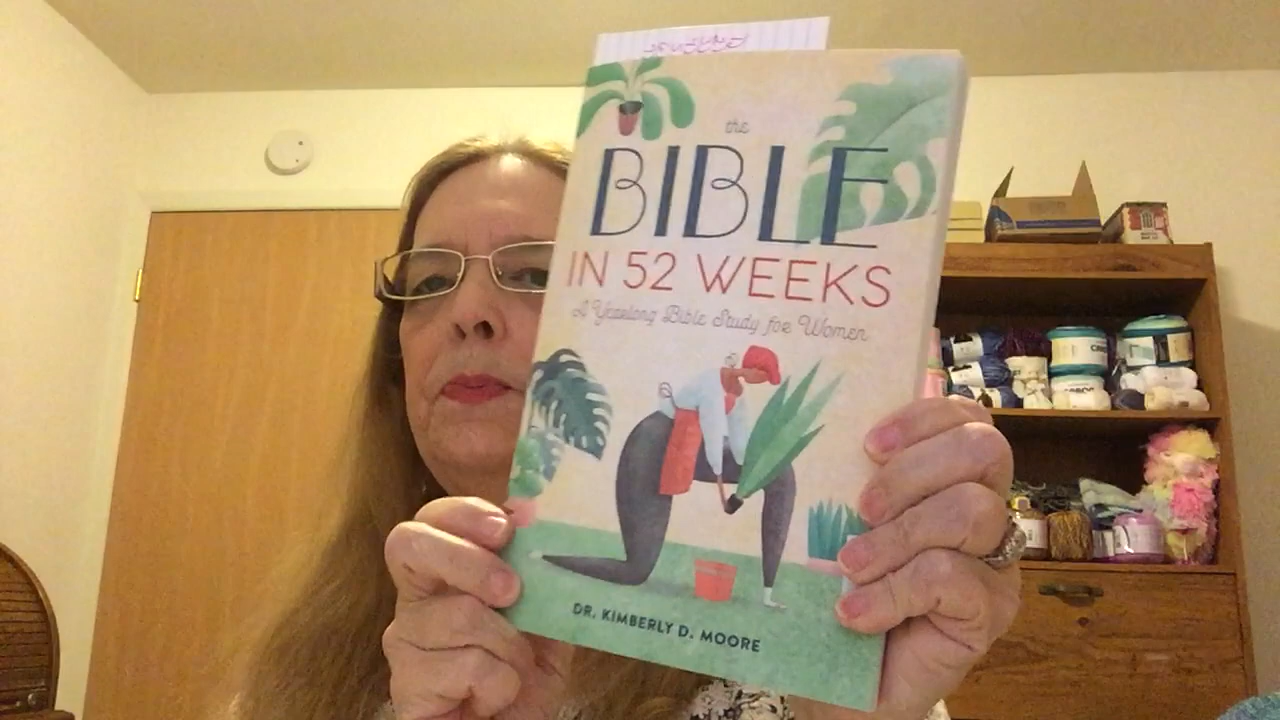 the
BIBLE
IN 52 WEEKS
A Yearlong Bible Study for Women
DR. KIMBERLY D. MOORE